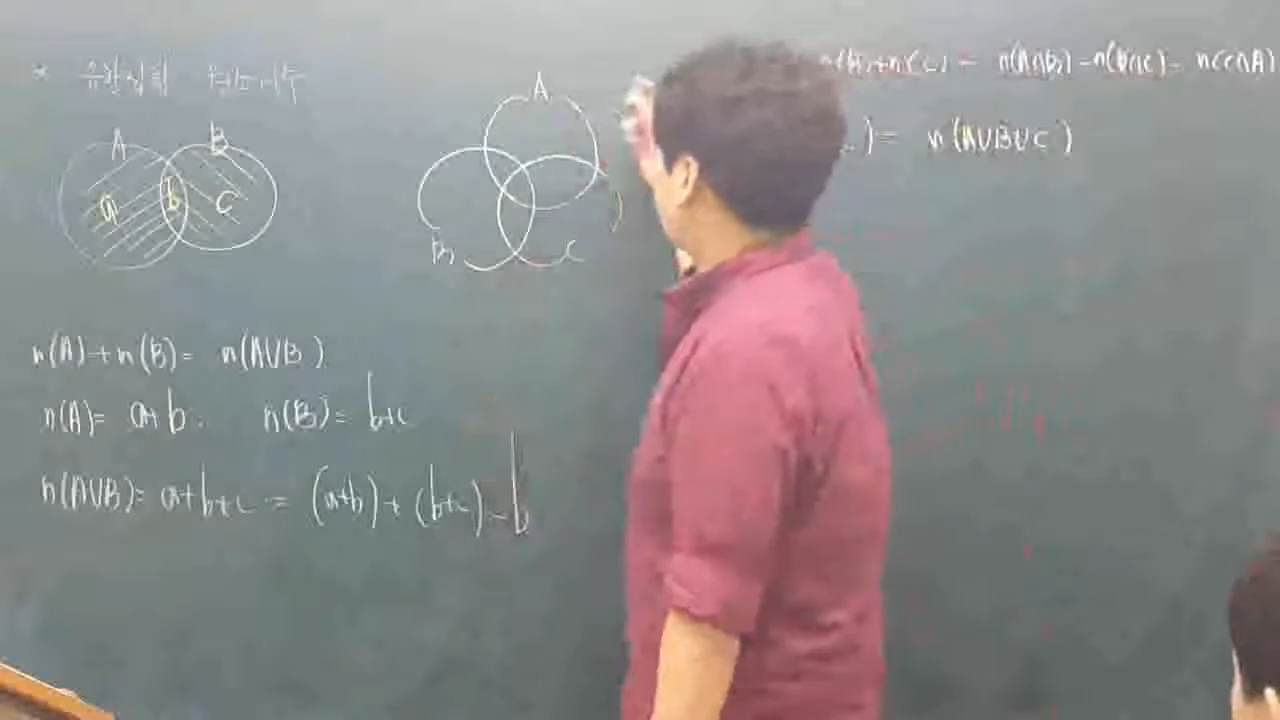 * 유한집합 원소의 개수
A B
a b c
A
B C
n(B)+n(C) - n(A∩B) - n(B∩C) - n(C∩A)
) = n(A∪B∪C)
n(A)+n(B)= n(A∪B)
n(A)= a+b. n(B)= b+c
n(A∪B)= a+b+c = (a+b)+(b+c)-b